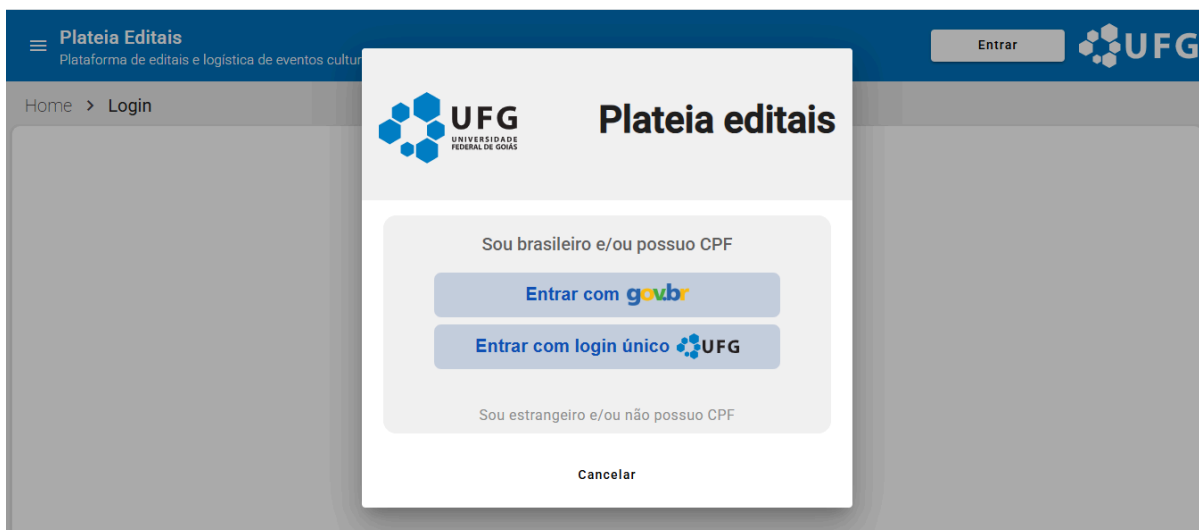 Plateia Editais
Plataforma de editais e logística de eventos cultur
Entrar
UFG
Home > Login
UFG
UNIVERSIDADE
FEDERAL DE GOIÁS
Plateia editais
Sou brasileiro e/ou possuo CPF
Entrar com gov.br
Entrar com login único UFG
Sou estrangeiro e/ou não possuo CPF
Cancelar